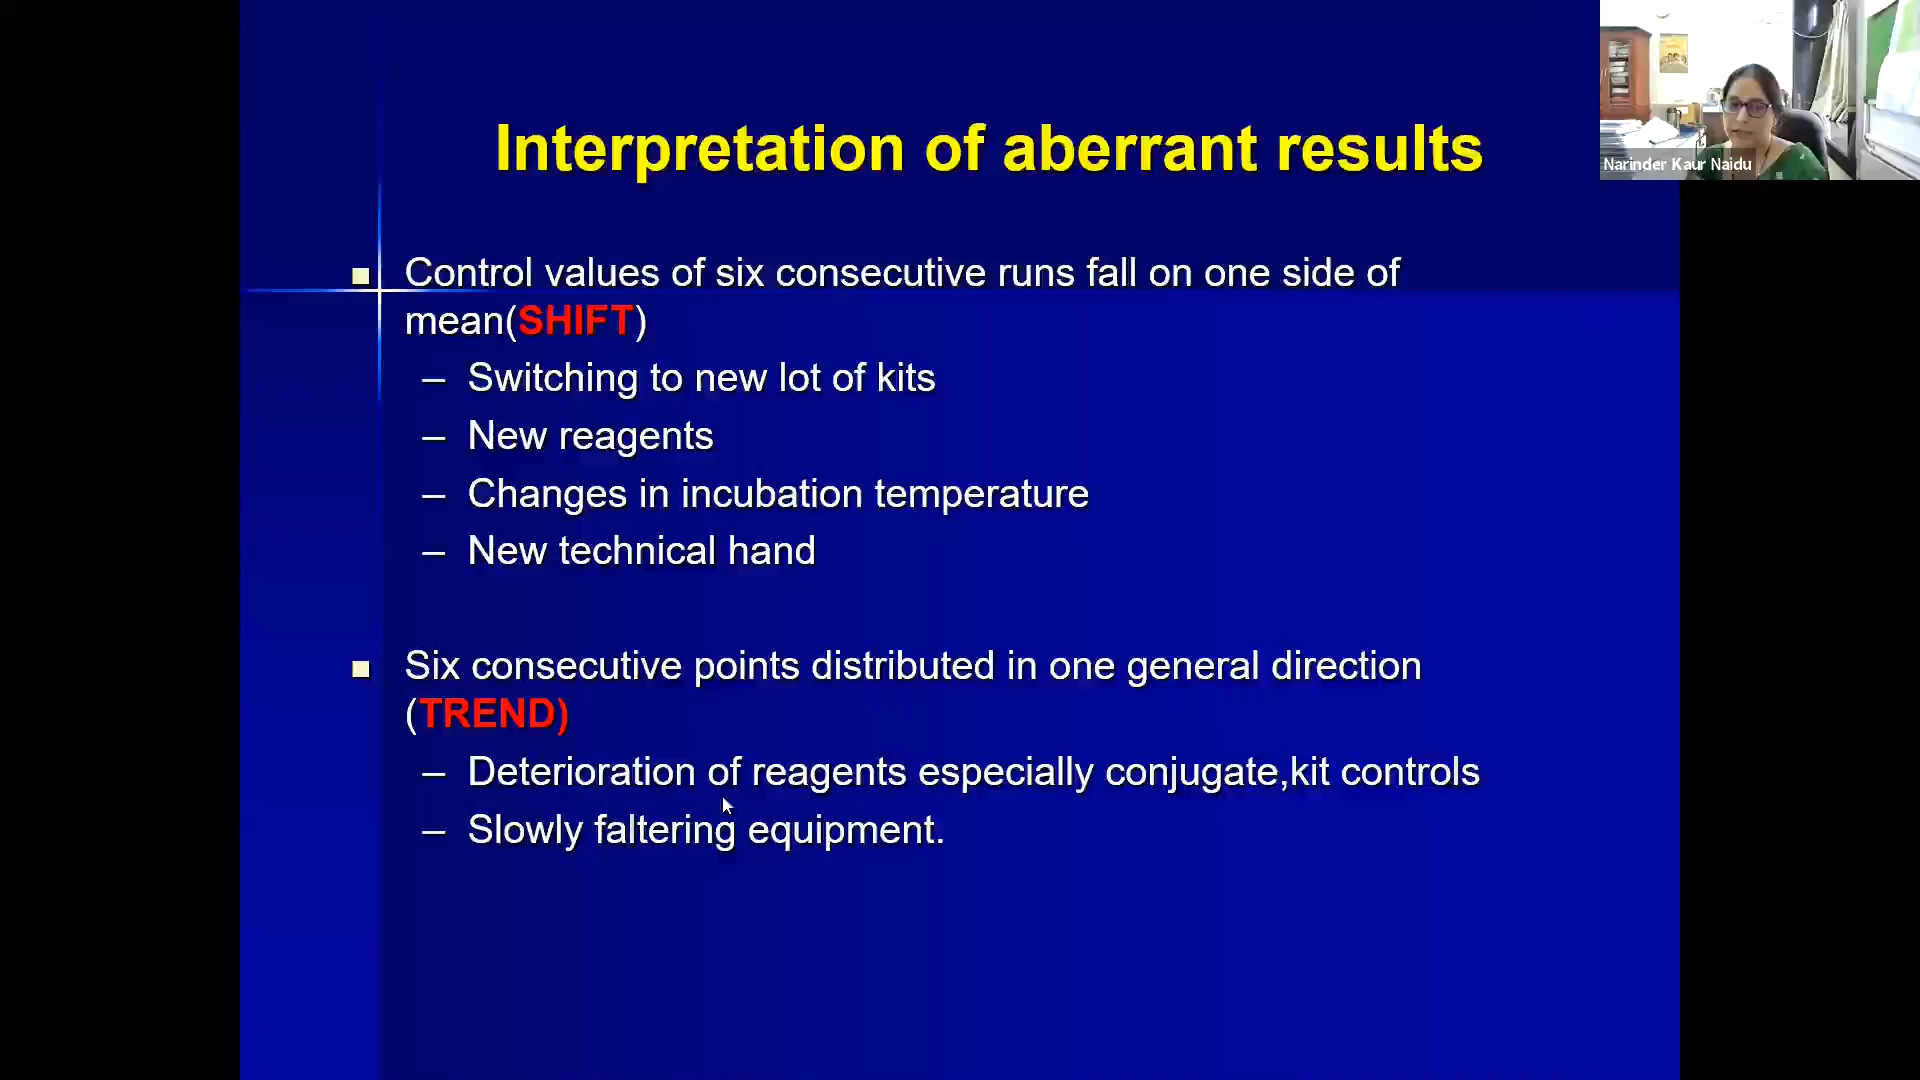 Interpretation of aberrant results
Narinder Kaur Naidu
Control values of six consecutive runs fall on one side of
mean(SHIFT)
– Switching to new lot of kits
– New reagents
– Changes in incubation temperature
– New technical hand
Six consecutive points distributed in one general direction
(TREND)
– Deterioration of reagents especially conjugate,kit controls
– Slowly faltering equipment.